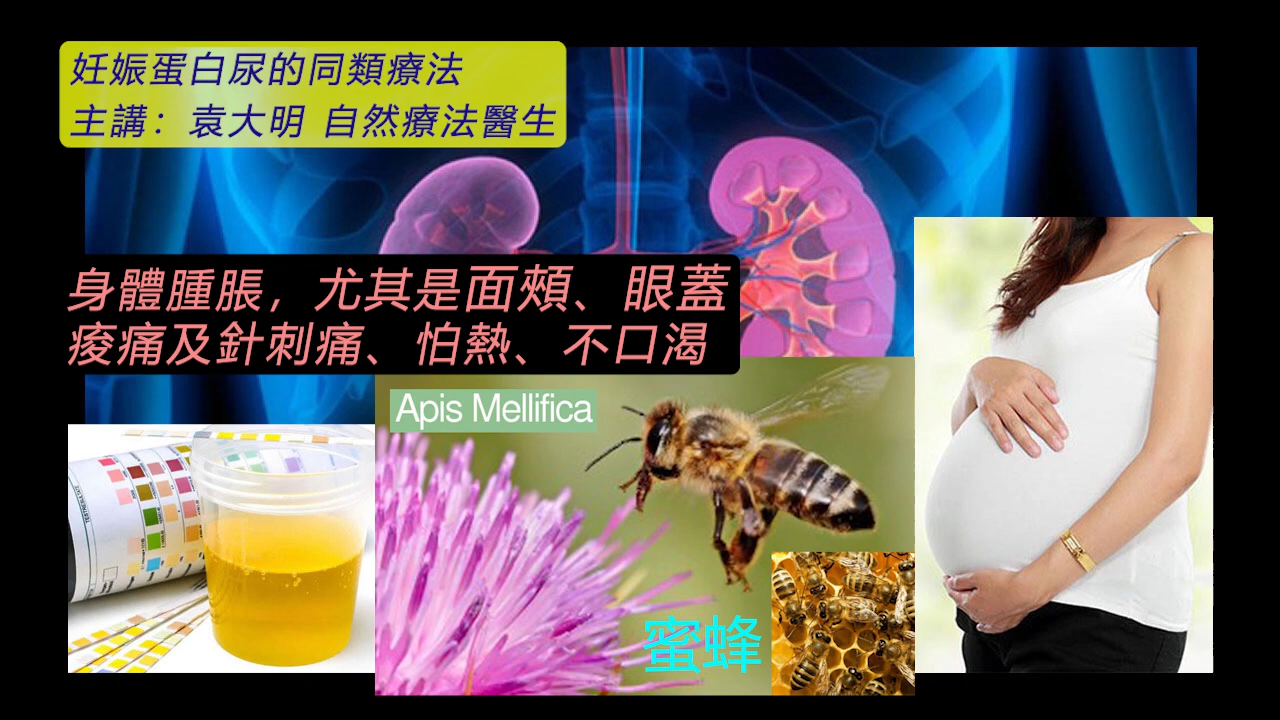 妊娠蛋白尿的同類療法
主講：袁大明 自然療法醫生
身體腫脹，尤其是面頰、眼蓋
痠痛及針刺痛、怕熱、不口渴
Apis Mellifica
蜜蜂